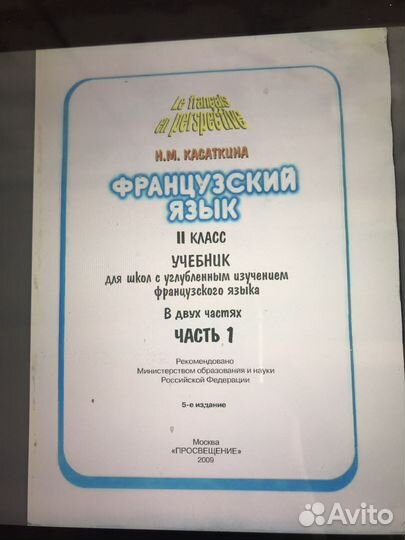 Le français
en perspective
Н.М. КАСАТКИНА
ФРАНЦУЗСКИЙ
ЯЗЫК
II КЛАСС
УЧЕБНИК
для школ с углубленным изучением
французского языка
В двух частях
ЧАСТЬ 1
Рекомендовано
Министерством образования и науки
Российской Федерации
5-е издание
Москва
«ПРОСВЕЩЕНИЕ»
2009
Avito